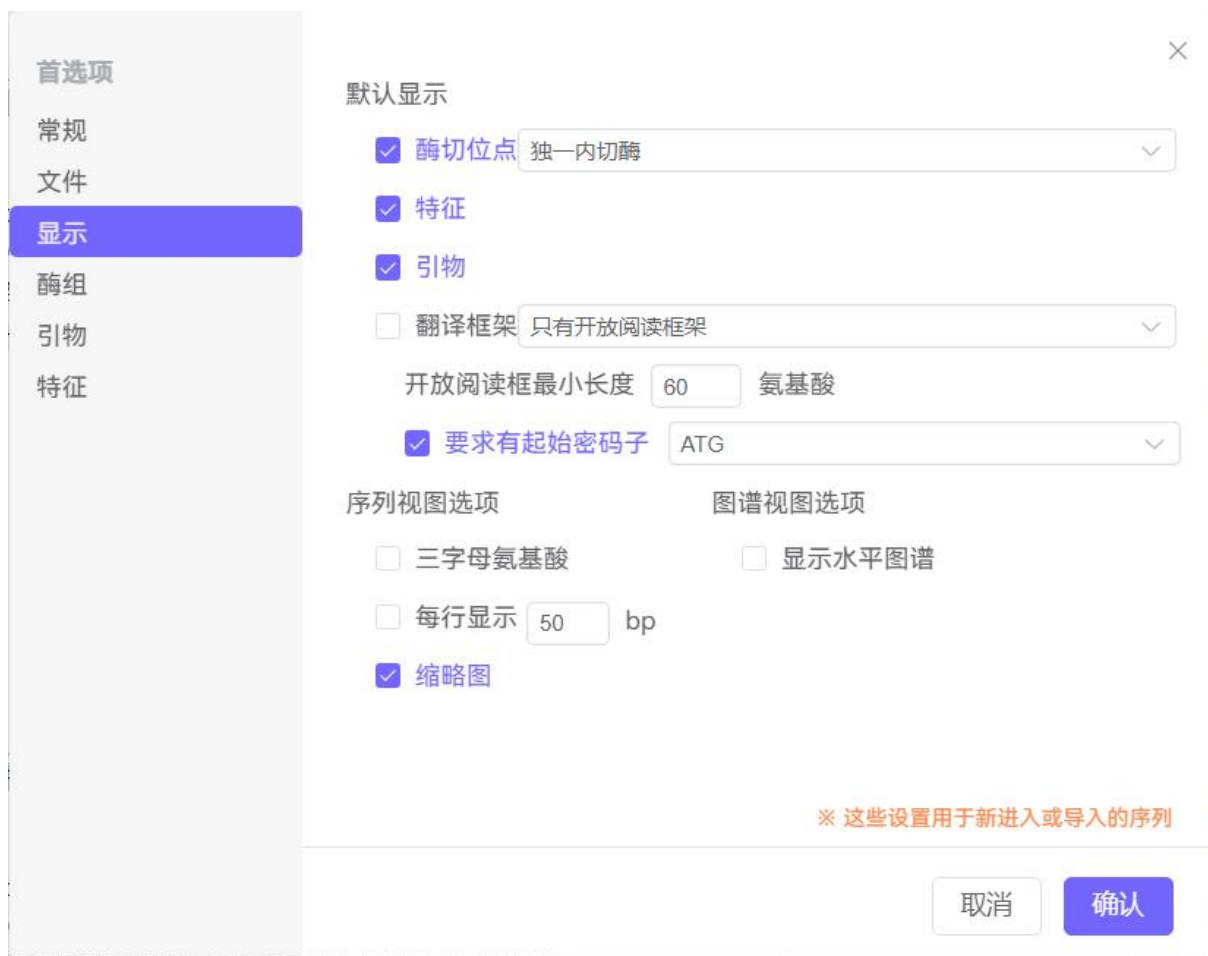 首选项
常规
文件
显示
酶组
引物
特征
默认显示
酶切位点 独一内切酶
特征
引物
翻译框架 只有开放阅读框架
开放阅读框最小长度 60 氨基酸
要求有起始密码子 ATG
序列视图选项 图谱视图选项
三字母氨基酸 显示水平图谱
每行显示 50 bp
缩略图
※ 这些设置用于新进入或导入的序列
取消 确认